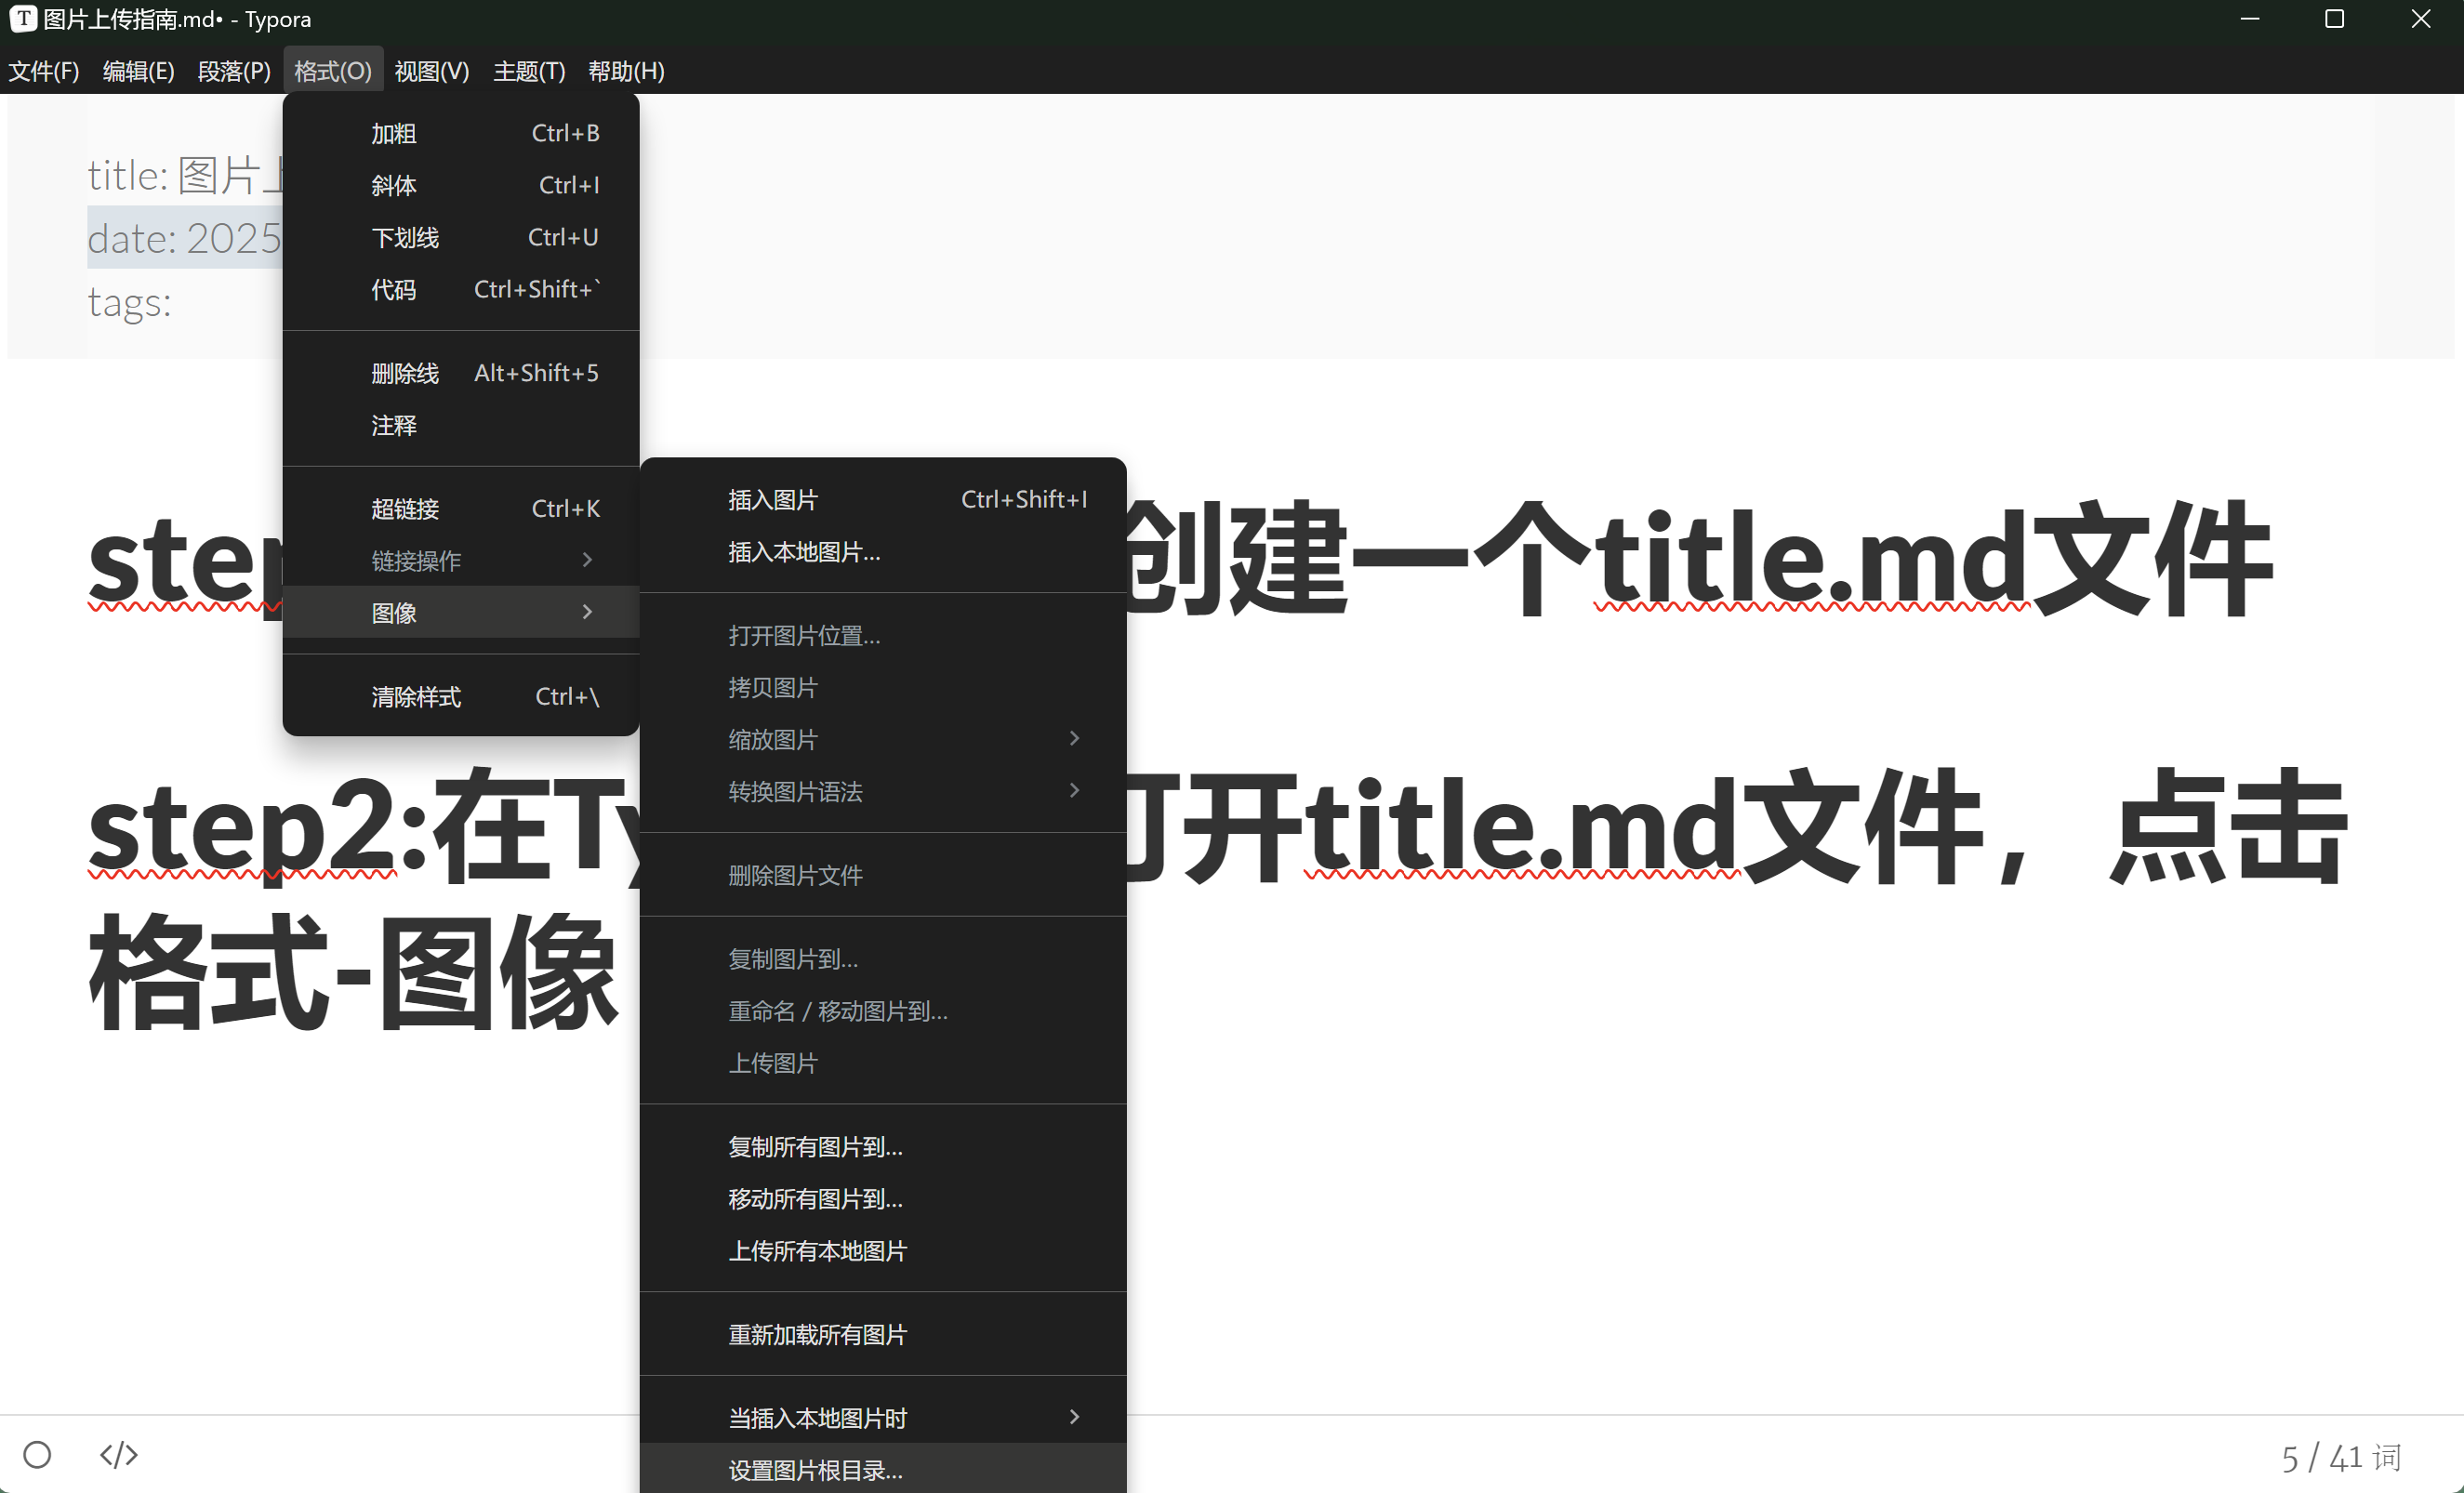 图片上传指南.md• - Typora
文件(F) 编辑(E) 段落(P) 格式(O) 视图(V) 主题(T) 帮助(H)
title: 图片上
date: 2025
tags:
加粗 Ctrl+B
斜体 Ctrl+I
下划线 Ctrl+U
代码 Ctrl+Shift+`
删除线 Alt+Shift+5
注释
超链接 Ctrl+K
链接操作
图像
清除样式 Ctrl+\
插入图片 Ctrl+Shift+I
插入本地图片...
打开图片位置...
拷贝图片
缩放图片
转换图片语法
删除图片文件
复制图片到...
重命名 / 移动图片到...
上传图片
复制所有图片到...
移动所有图片到...
上传所有本地图片
重新加载所有图片
当插入本地图片时
设置图片根目录...
step 创建一个title.md文件
step2:在Ty 打开title.md文件，点击
格式-图像
</>
5 / 41 词